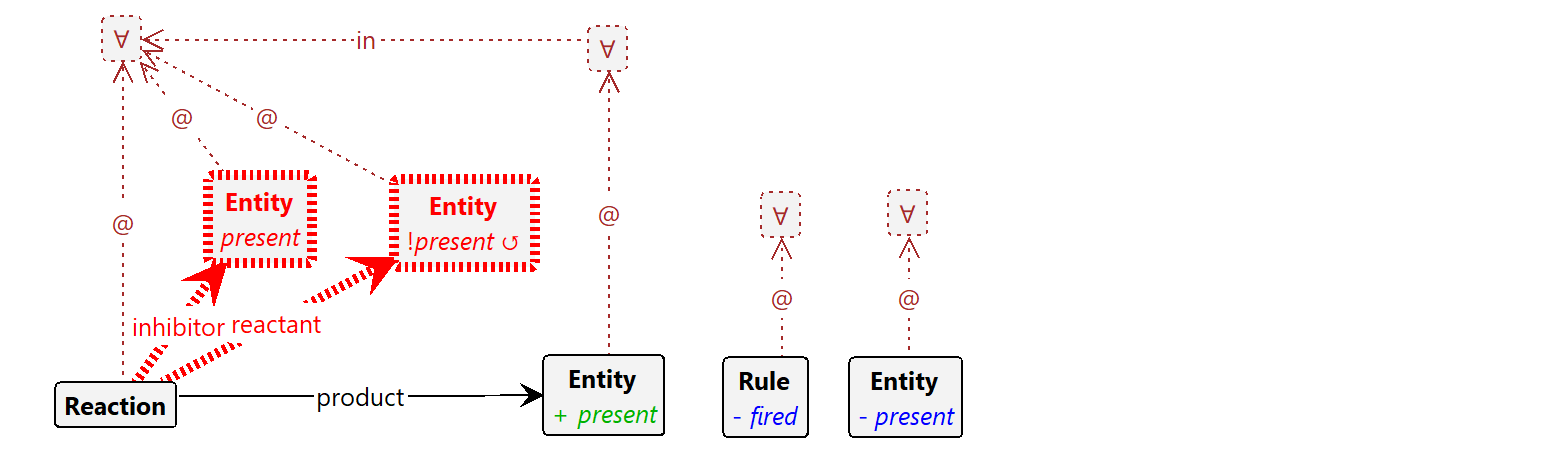 ∀
in
∀
@
@
∀
∀
Entity
present
Entity
!present ↺
@
@
@
@
inhibitor
reactant
Reaction
product
Entity
+ present
Rule
- fired
Entity
- present